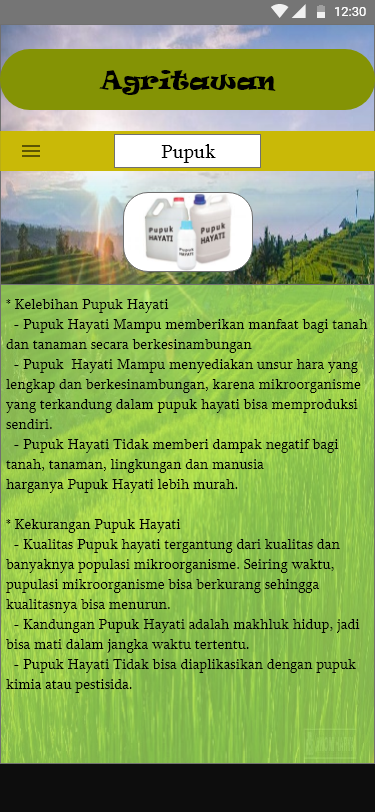 12:30
Agritawan
Pupuk
Pupuk
HAYATI
Pupuk
HAYATI
Pupuk
HAYATI
* Kelebihan Pupuk Hayati
- Pupuk Hayati Mampu memberikan manfaat bagi tanah
dan tanaman secara berkesinambungan
- Pupuk Hayati Mampu menyediakan unsur hara yang
lengkap dan berkesinambungan, karena mikroorganisme
yang terkandung dalam pupuk hayati bisa memproduksi
sendiri.
- Pupuk Hayati Tidak memberi dampak negatif bagi
tanah, tanaman, lingkungan dan manusia
harganya Pupuk Hayati lebih murah.
* Kekurangan Pupuk Hayati
- Kualitas Pupuk hayati tergantung dari kualitas dan
banyaknya populasi mikroorganisme. Seiring waktu,
pupulasi mikroorganisme bisa berkurang sehingga
kualitasnya bisa menurun.
- Kandungan Pupuk Hayati adalah makhluk hidup, jadi
bisa mati dalam jangka waktu tertentu.
- Pupuk Hayati Tidak bisa diaplikasikan dengan pupuk
kimia atau pestisida.